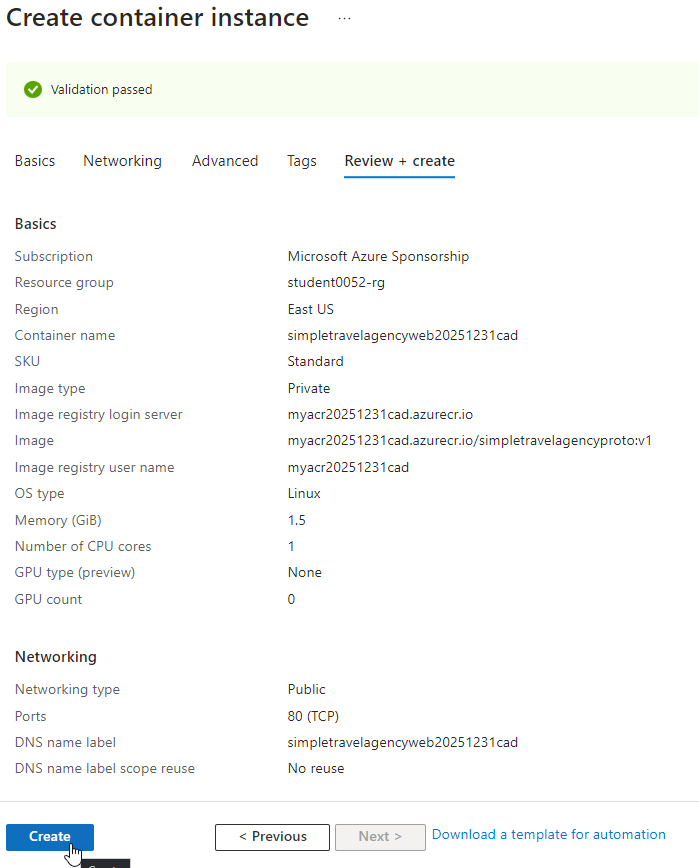 Create container instance ...
Validation passed
Basics Networking Advanced Tags Review + create
Basics
Subscription Microsoft Azure Sponsorship
Resource group student0052-rg
Region East US
Container name simpletravelagencyweb20251231cad
SKU Standard
Image type Private
Image registry login server myacr20251231cad.azurecr.io
Image myacr20251231cad.azurecr.io/simpletravelagencyproto:v1
Image registry user name myacr20251231cad
OS type Linux
Memory (GiB) 1.5
Number of CPU cores 1
GPU type (preview) None
GPU count 0
Networking
Networking type Public
Ports 80 (TCP)
DNS name label simpletravelagencyweb20251231cad
DNS name label scope reuse No reuse
Create < Previous Next > Download a template for automation